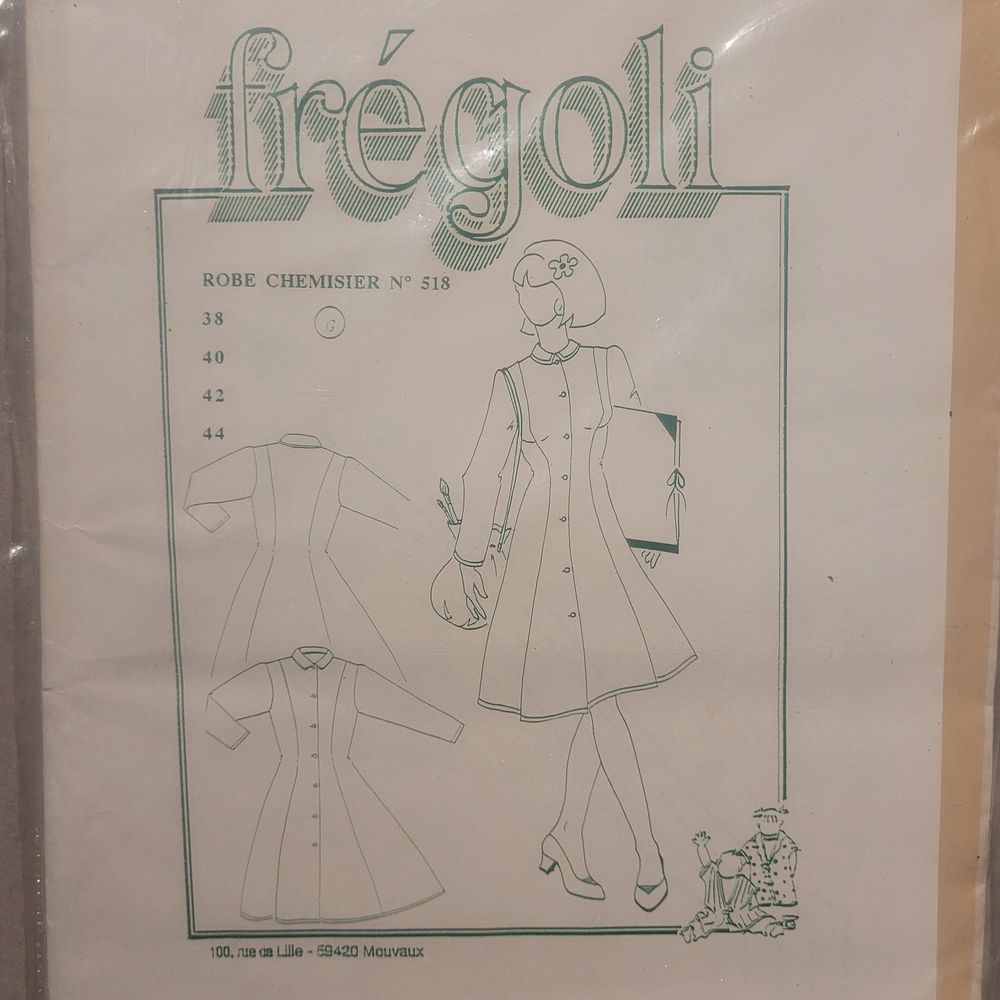 frégoli
ROBE CHEMISIER N° 518
38
G
40
42
44
100, rue de Lille - 59420 Mouvaux